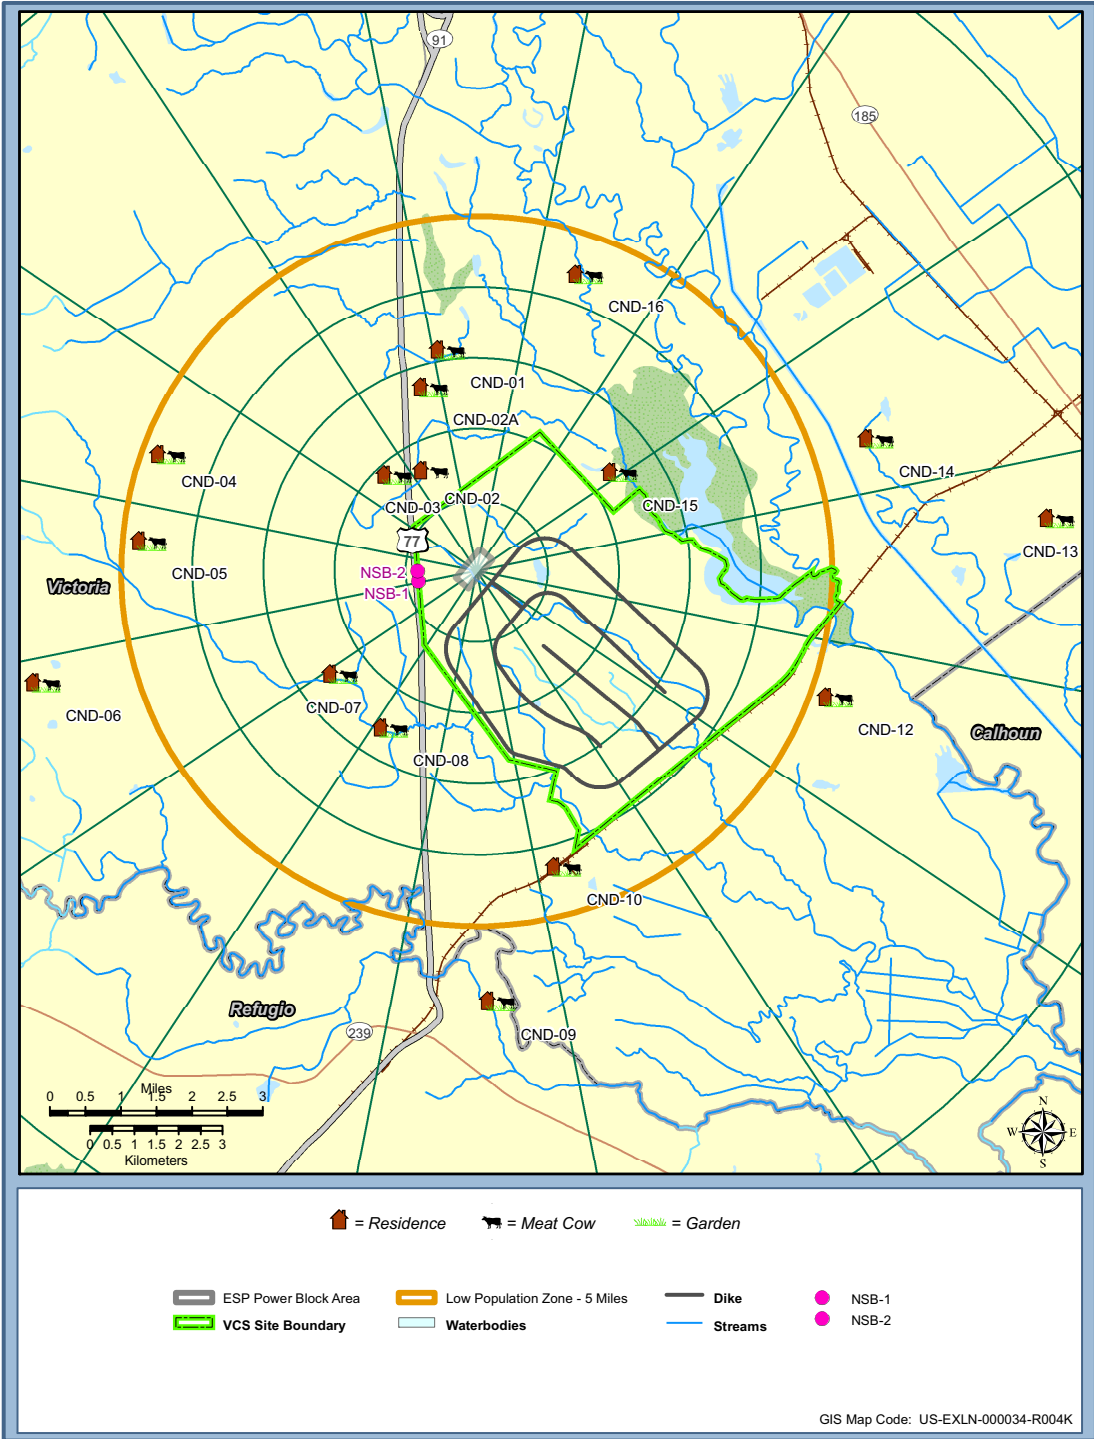 91
185
CND-16
CND-01
CND-02A
CND-14
CND-04
CND-02
CND-03
CND-15
77
CND-13
NSB-2
CND-05
Victoria
NSB-1
CND-07
CND-06
CND-12
Calhoun
CND-08
CND-10
Refugio
239
CND-09
Miles
0 0.5 1 1.5 2 2.5 3
0 0.5 1 1.5 2 2.5 3
Kilometers
N
W E
S
= Residence = Meat Cow = Garden
ESP Power Block Area Low Population Zone - 5 Miles Dike NSB-1
VCS Site Boundary Waterbodies Streams NSB-2
GIS Map Code: US-EXLN-000034-R004K